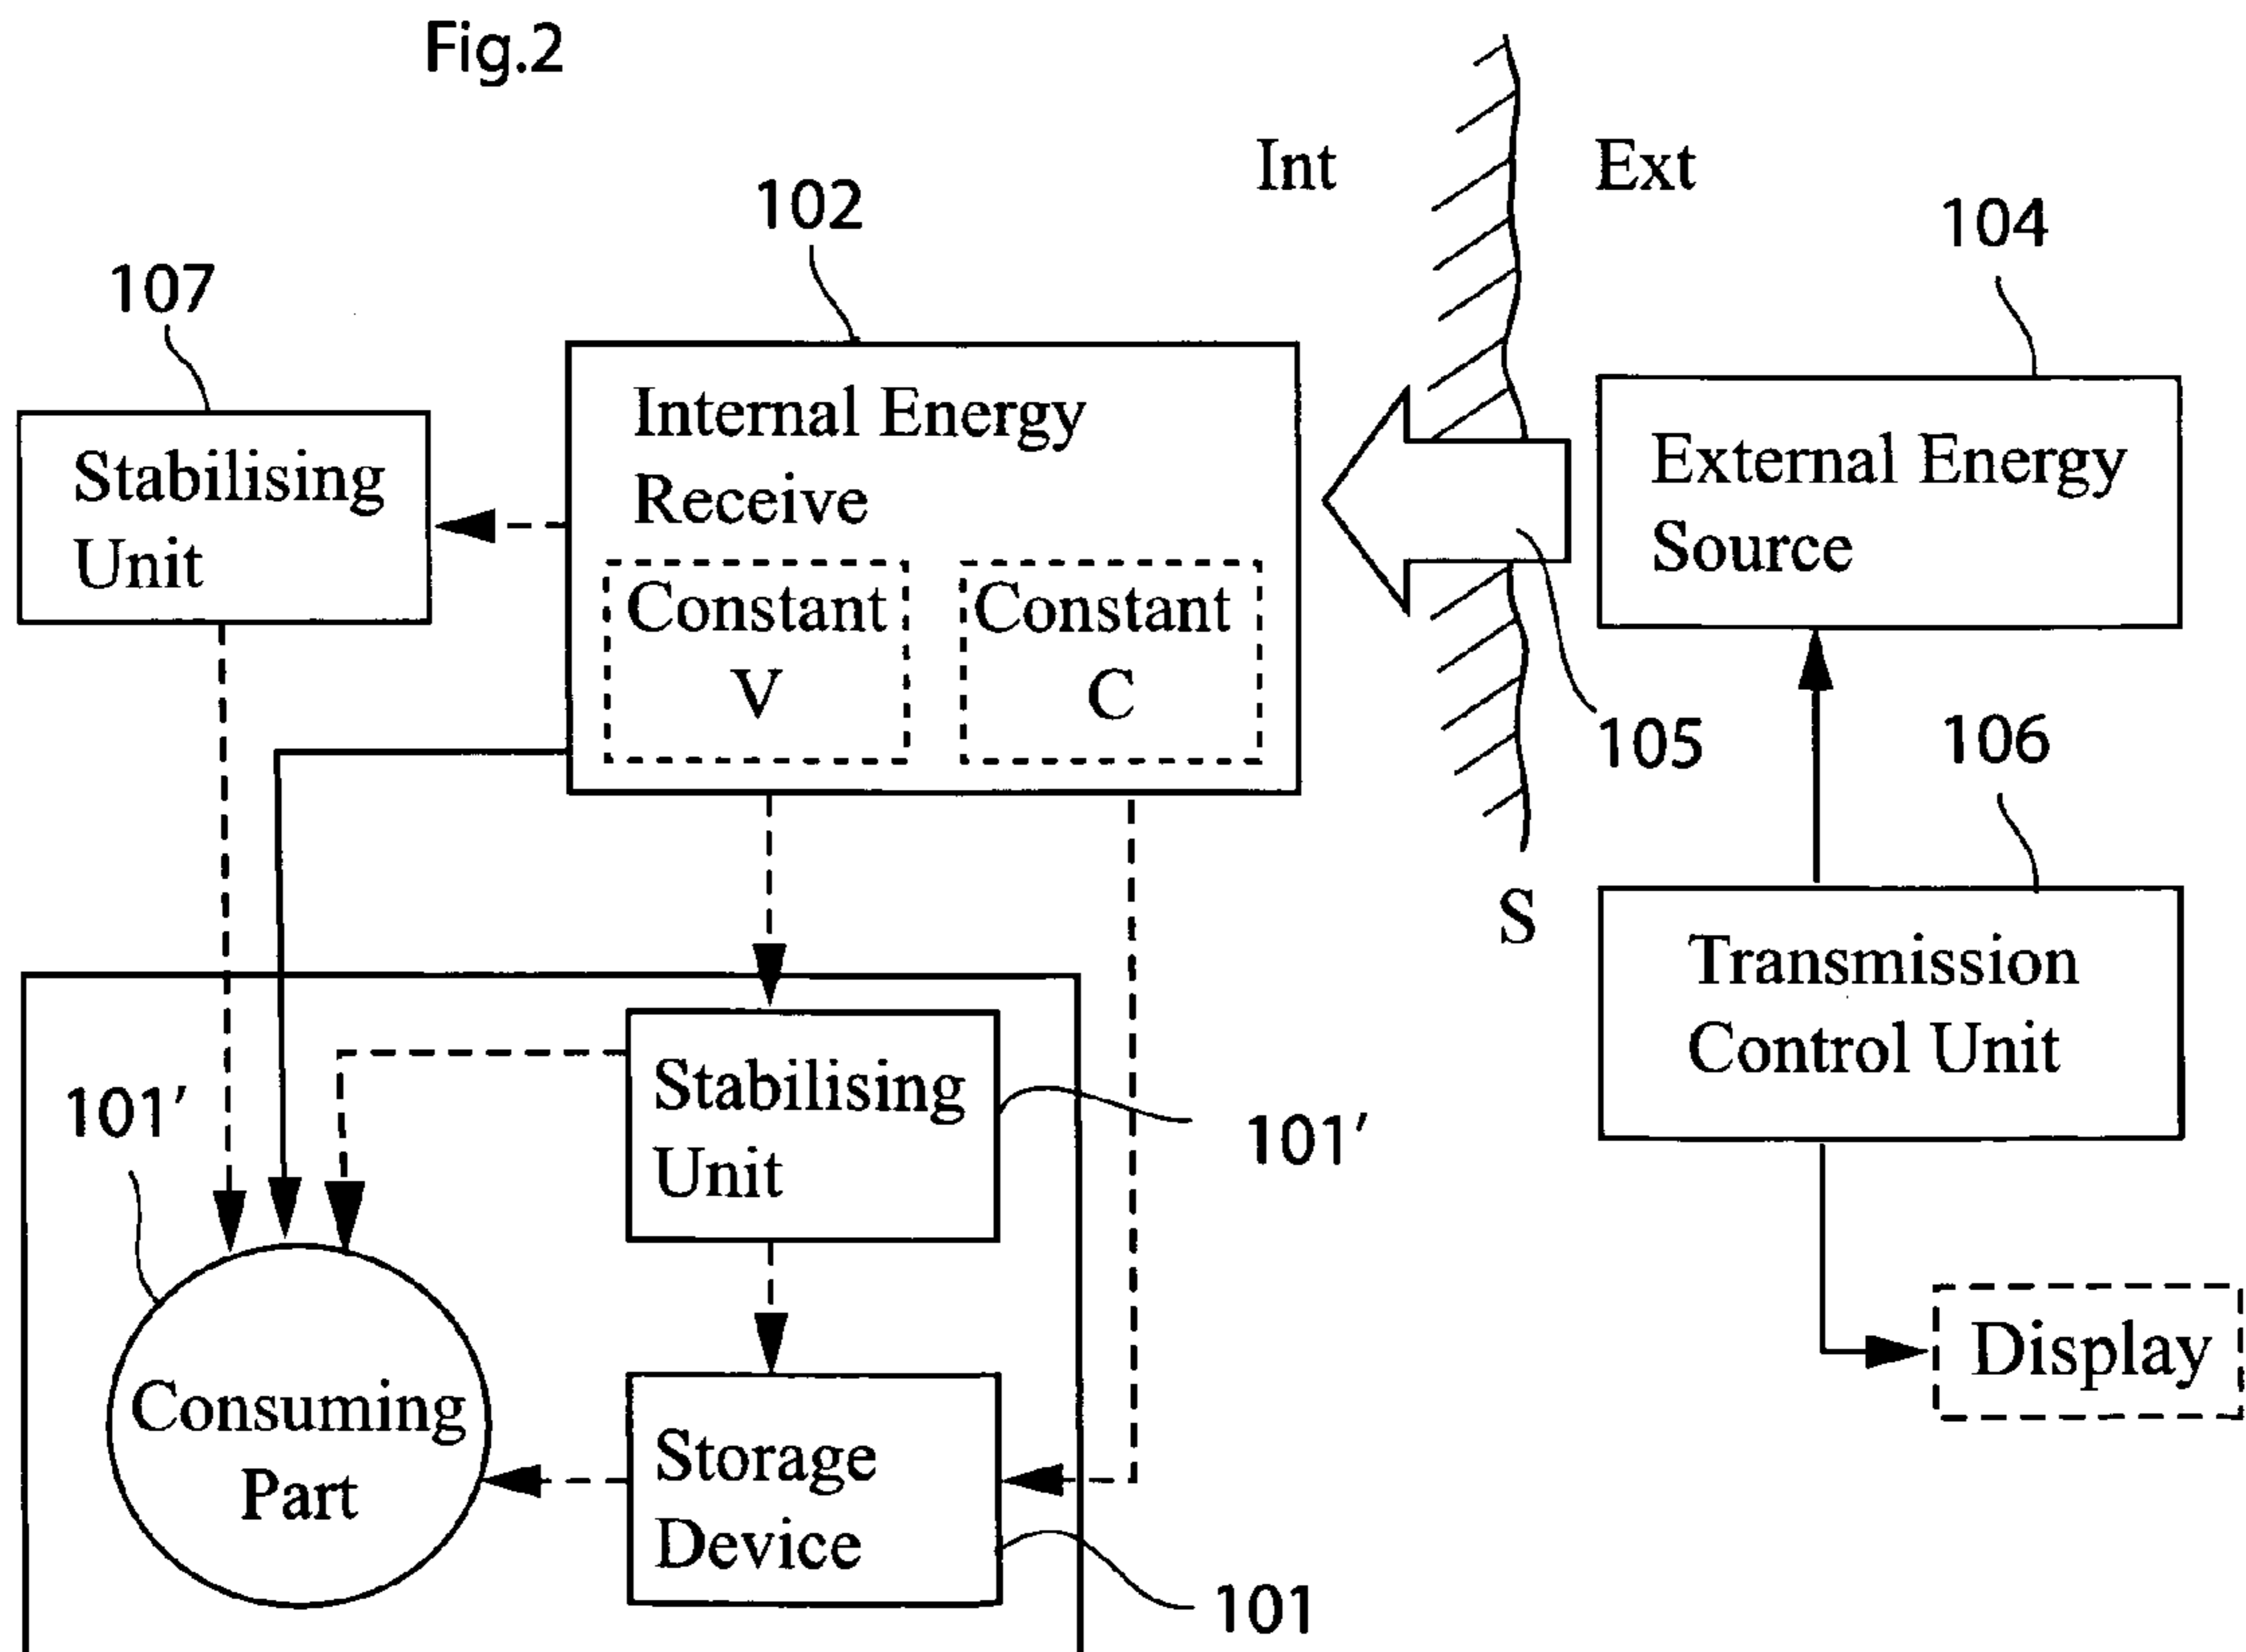 Fig.2
Int
Ext
102
104
107
Internal Energy
Receive
External Energy
Source
Stabilising
Unit
Constant
V
Constant
C
105
106
S
Transmission
Control Unit
101'
Stabilising
Unit
101'
Display
Consuming
Part
Storage
Device
101